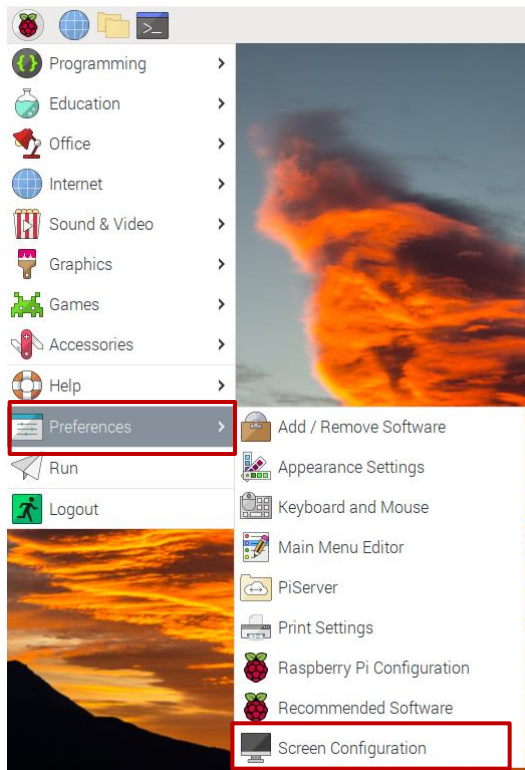 Programming
Education
Office
Internet
Sound & Video
Graphics
Games
Accessories
Help
Preferences
Run
Logout
Add / Remove Software
Appearance Settings
Keyboard and Mouse
Main Menu Editor
PiServer
Print Settings
Raspberry Pi Configuration
Recommended Software
Screen Configuration